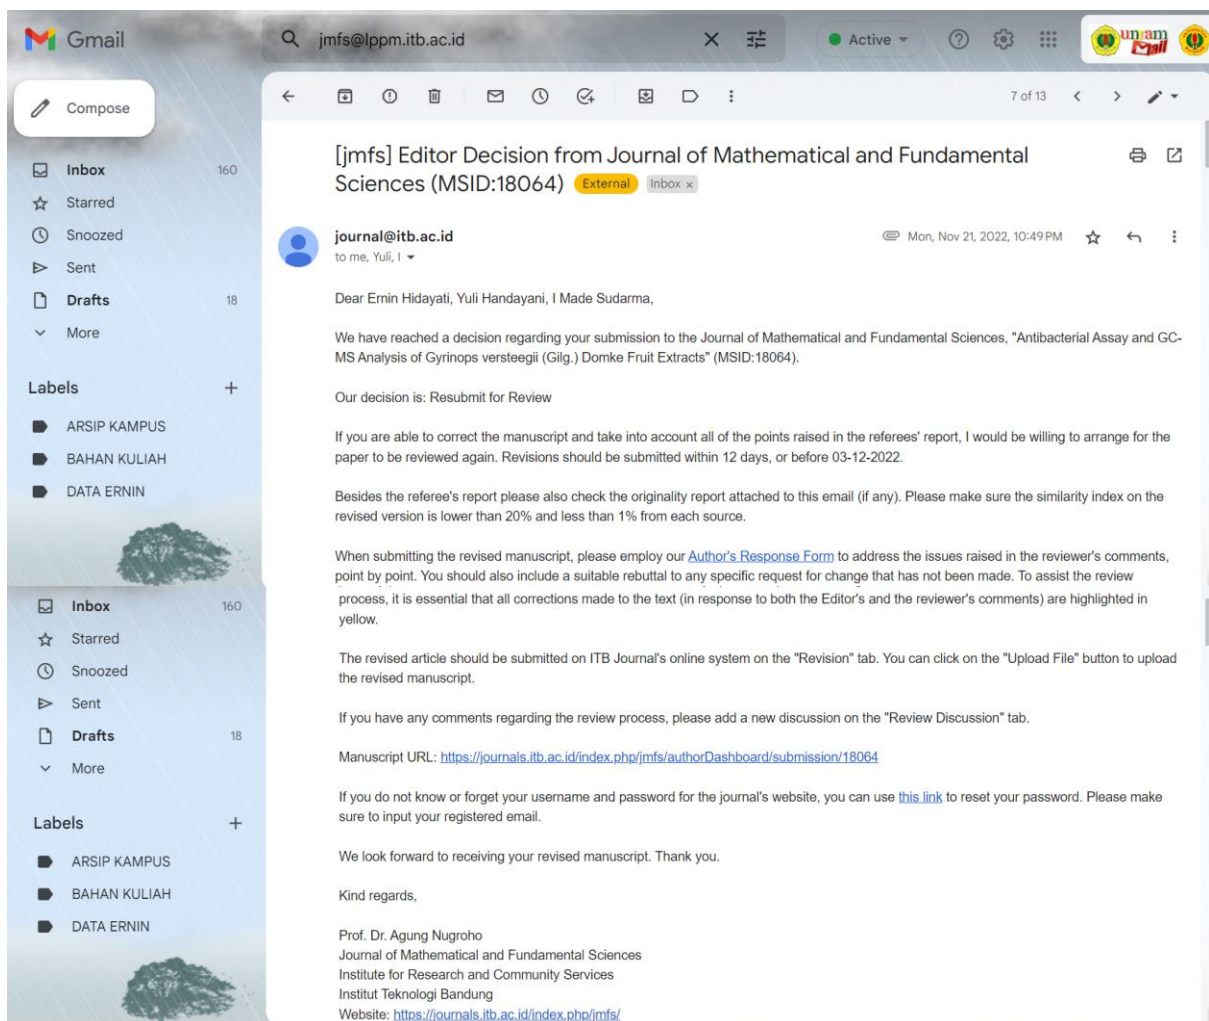 Gmail
jmfs@lppm.itb.ac.id
Active
unram
Mail
Compose
7 of 13
Inbox 160
Starred
Snoozed
Sent
Drafts 18
More
Labels
ARSIP KAMPUS
BAHAN KULIAH
DATA ERNIN
[jmfs] Editor Decision from Journal of Mathematical and Fundamental
Sciences (MSID:18064) External Inbox x
journal@itb.ac.id Mon, Nov 21, 2022, 10:49 PM
to me, Yuli, I
Dear Ernin Hidayati, Yuli Handayani, I Made Sudarma,
We have reached a decision regarding your submission to the Journal of Mathematical and Fundamental Sciences, "Antibacterial Assay and GC-
MS Analysis of Gyrinops versteegii (Gilg.) Domke Fruit Extracts" (MSID:18064).
Our decision is: Resubmit for Review
If you are able to correct the manuscript and take into account all of the points raised in the referees' report, I would be willing to arrange for the
paper to be reviewed again. Revisions should be submitted within 12 days, or before 03-12-2022.
Besides the referee's report please also check the originality report attached to this email (if any). Please make sure the similarity index on the
revised version is lower than 20% and less than 1% from each source.
When submitting the revised manuscript, please employ our Author's Response Form to address the issues raised in the reviewer's comments,
point by point. You should also include a suitable rebuttal to any specific request for change that has not been made. To assist the review
Inbox 160
Starred
Snoozed
Sent
Drafts 18
More
Labels
ARSIP KAMPUS
BAHAN KULIAH
DATA ERNIN
process, it is essential that all corrections made to the text (in response to both the Editor's and the reviewer's comments) are highlighted in
yellow.
The revised article should be submitted on ITB Journal's online system on the "Revision" tab. You can click on the "Upload File" button to upload
the revised manuscript.
If you have any comments regarding the review process, please add a new discussion on the "Review Discussion" tab.
Manuscript URL: https://journals.itb.ac.id/index.php/jmfs/authorDashboard/submission/18064
If you do not know or forget your username and password for the journal's website, you can use this link to reset your password. Please make
sure to input your registered email.
We look forward to receiving your revised manuscript. Thank you.
Kind regards,
Prof. Dr. Agung Nugroho
Journal of Mathematical and Fundamental Sciences
Institute for Research and Community Services
Institut Teknologi Bandung
Website: https://journals.itb.ac.id/index.php/jmfs/